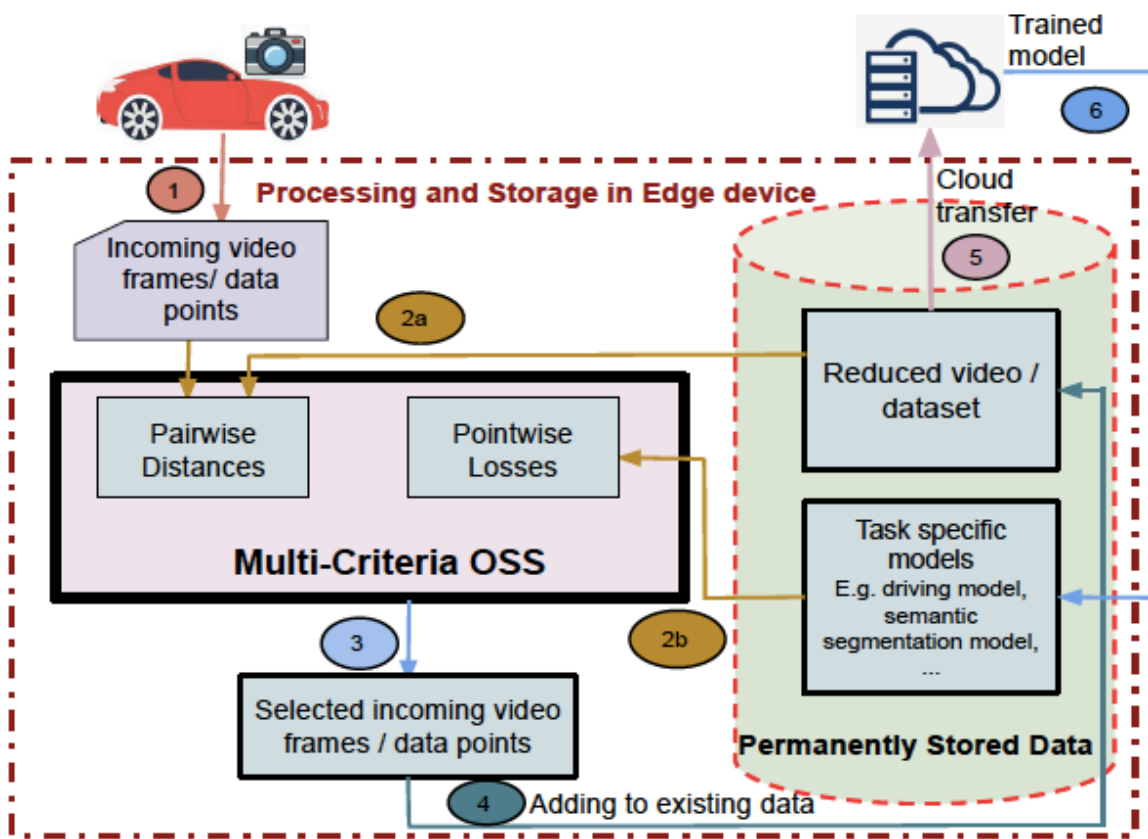 Trained
model
6
1
Processing and Storage in Edge device
Cloud
transfer
5
Incoming video
frames/ data
points
2a
Reduced video /
dataset
Pairwise
Distances
Pointwise
Losses
Multi-Criteria OSS
Task specific
models
E.g. driving model,
semantic
segmentation model,
...
2b
3
Selected incoming video
frames / data points
Permanently Stored Data
4
Adding to existing data